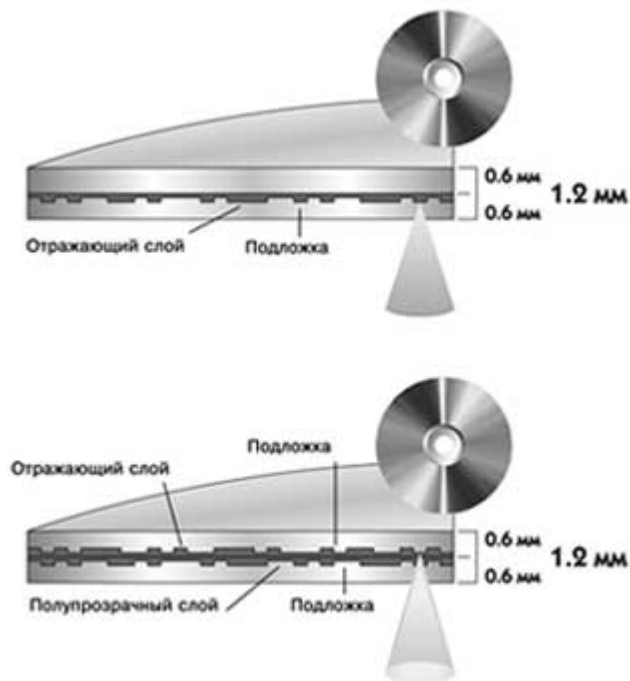 0.6 мм
1.2 мм
0.6 мм
Отражающий слой
Подложка
Подложка
Отражающий слой
0.6 мм
1.2 мм
0.6 мм
Полупрозрачный слой
Подложка